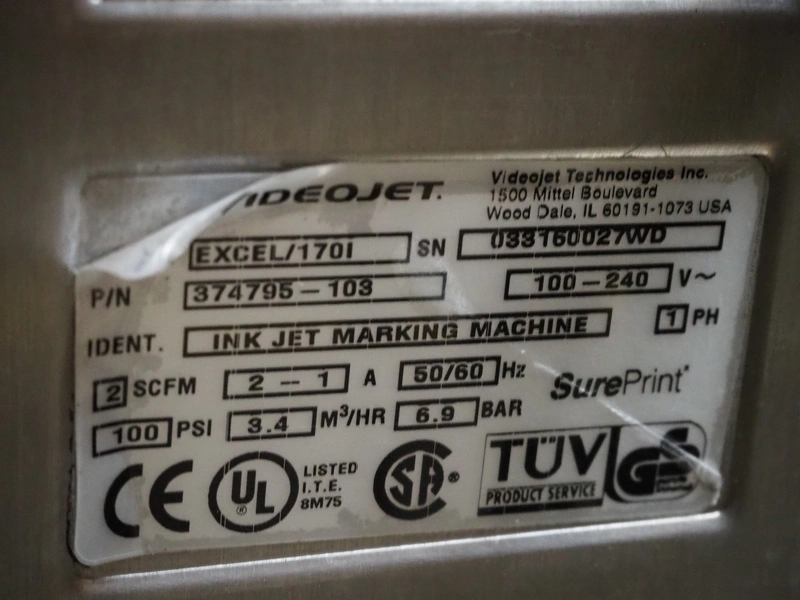 VIDEOJET.
Videojet Technologies Inc.
1500 Mittel Boulevard
Wood Dale, IL 60191-1073 USA
EXCEL/170I SN 033160027WD
P/N 374795-103 100-240 V~
IDENT. INK JET MARKING MACHINE 1 PH
2 SCFM 2--1 A 50/60 Hz SurePrint
100 PSI 3.4 M³/HR 6.9 BAR
CE UL ® LISTED
I.T.E.
8M75
SA ®
TÜV
PRODUCT SERVICE
GS